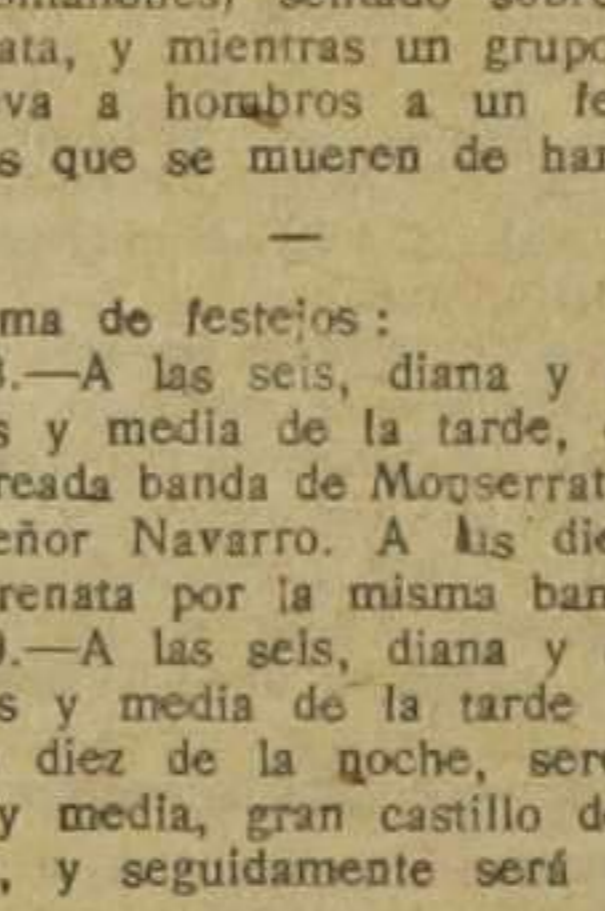 ata, y mientras un grupo
va a hombros a un
s que se mueren de
—
ma de festejos:
.—A las seis, diana y
s y media de la tarde,
reada banda de Monserrat
eñor Navarro. A las
renata por la misma
.—A las seis, diana y
s y media de la tarde
diez de la noche,
y media, gran castillo
, y seguidamente será